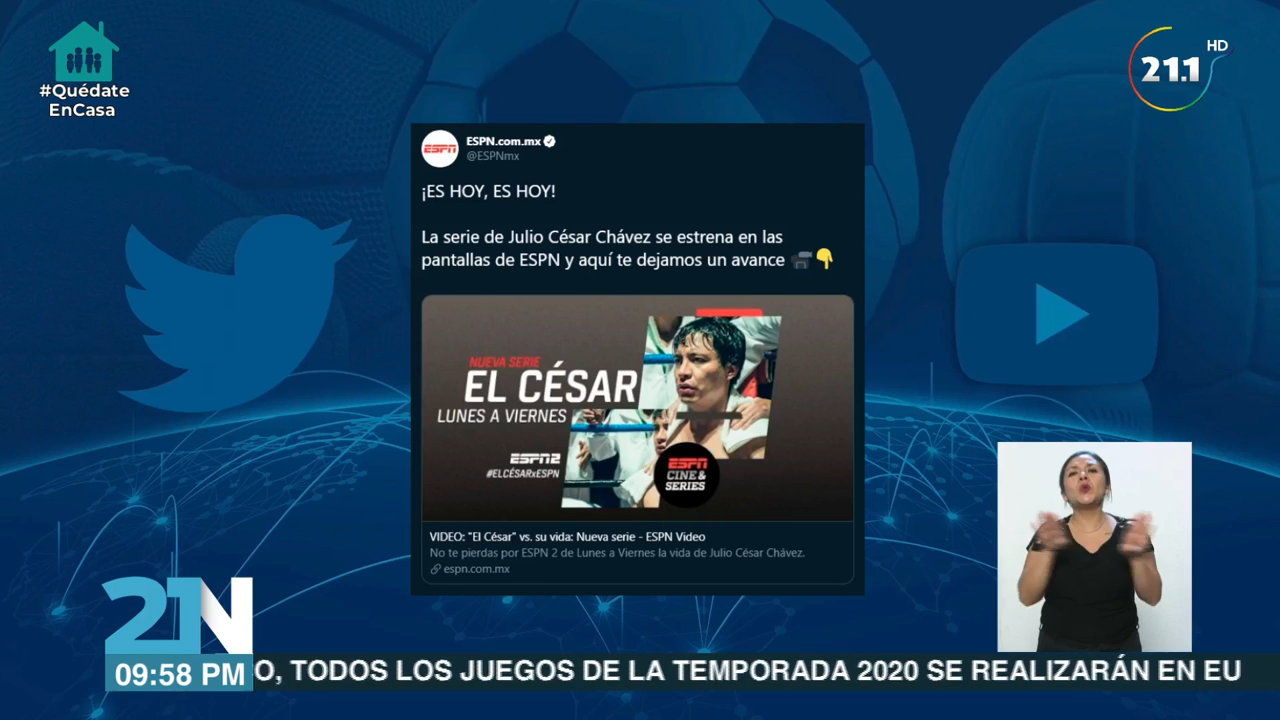 #Quédate
EnCasa
21.1 HD
ESPN
ESPN.com.mx
@ESPNmx
¡ES HOY, ES HOY!
La serie de Julio César Chávez se estrena en las
pantallas de ESPN y aquí te dejamos un avance
NUEVA SERIE
EL CÉSAR
LUNES A VIERNES
ESPN2
#ELCÉSARxESPN
ESPN
CINE &
SERIES
VIDEO: "El César" vs. su vida: Nueva serie - ESPN Video
No te pierdas por ESPN 2 de Lunes a Viernes la vida de Julio César Chávez.
espn.com.mx
21N
09:58 PM
O, TODOS LOS JUEGOS DE LA TEMPORADA 2020 SE REALIZARÁN EN EU